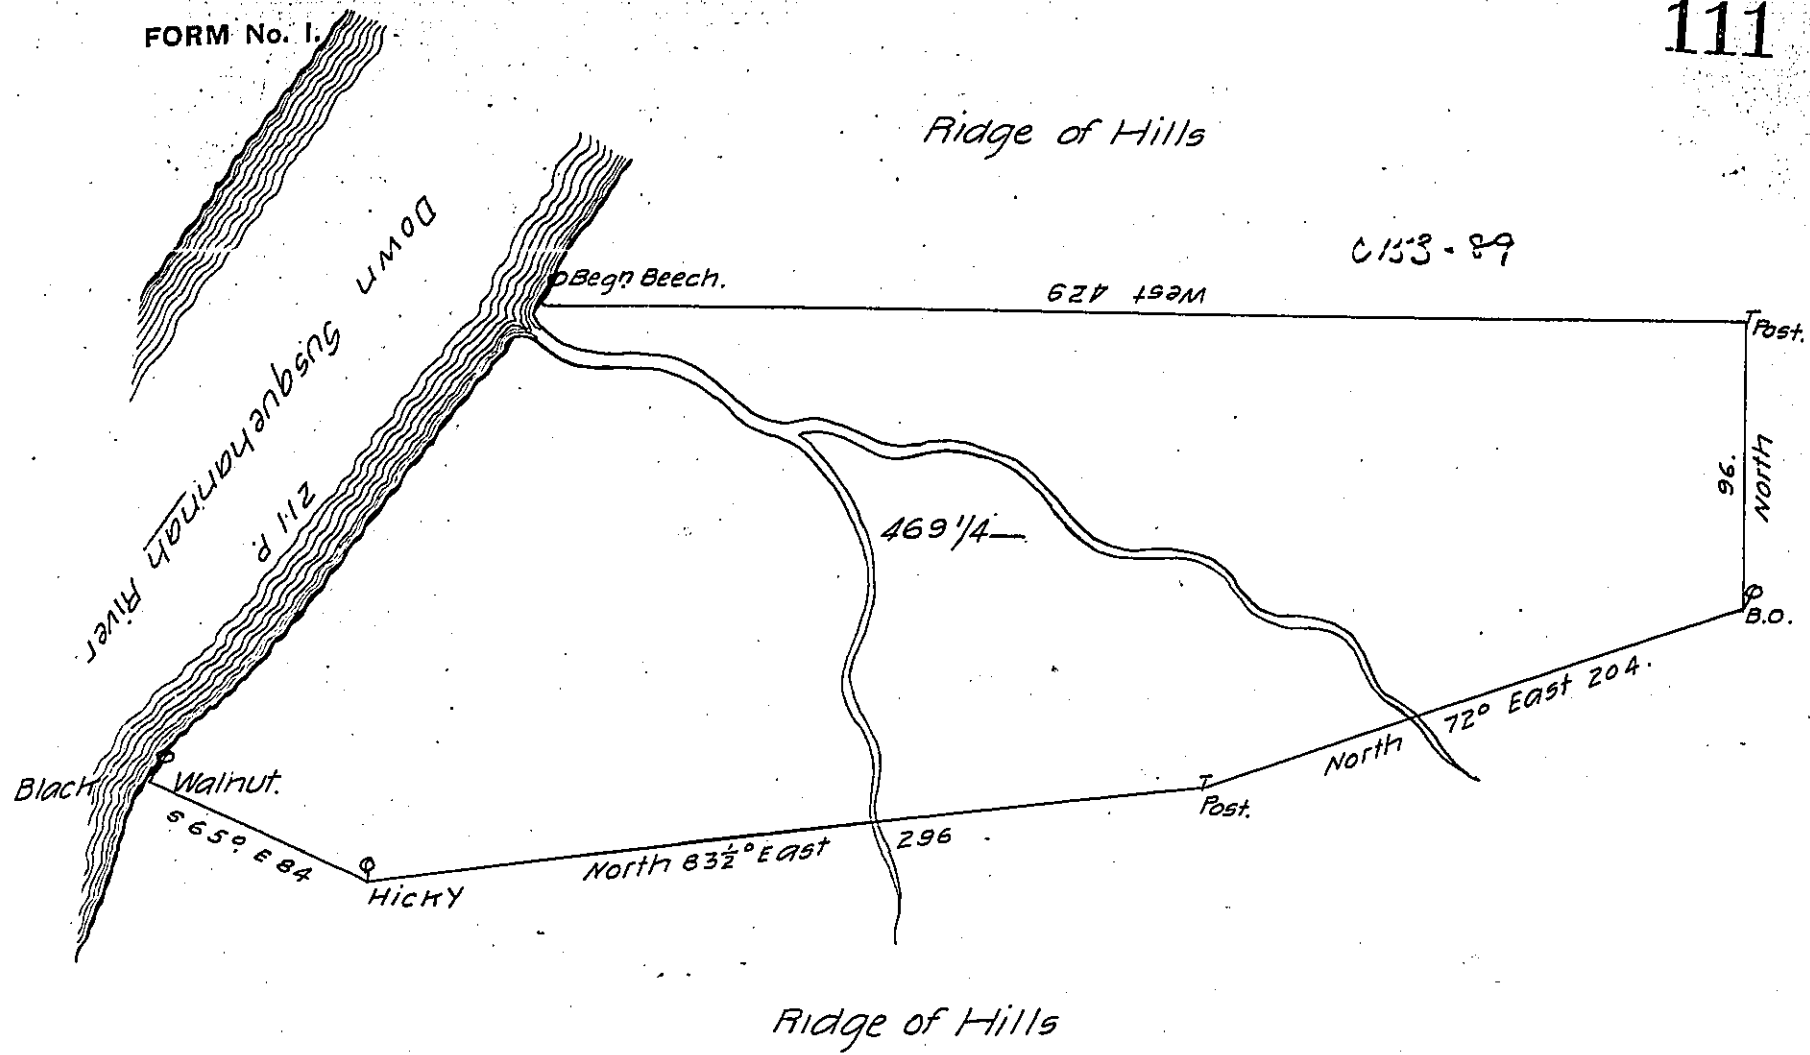 FORM No. 1.
111
Ridge of Hills
C153-89
Begn Beech.
West 429
Post.
Down Susquehannah River
211 P.
96.
North
469 1/4
B.O.
North 72° East 204.
Black Walnut.
S 65° E 84
Post.
North 83½° East 296
HicKY
Ridge of Hills